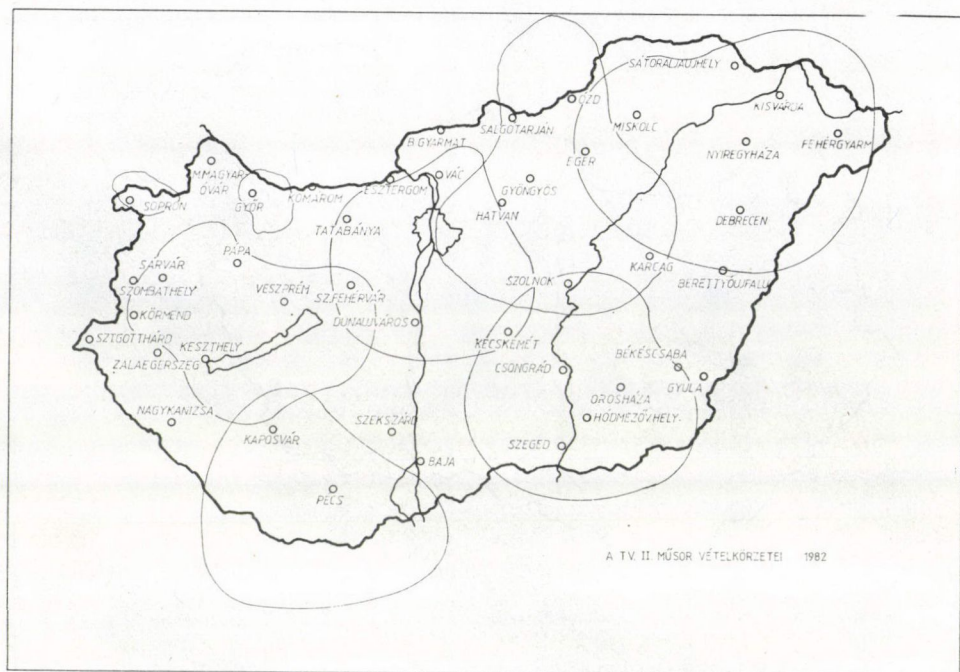 SÁTORALJAÚJHELY
ÓZD
KISVÁRDA
SALGÓTARJÁN
MISKOLC
B.GYARMAT
NYÍREGYHÁZA
FEHÉRGYARM.
EGER
M.MAGYAR-
ÓVÁR
VÁC
GYÖNGYÖS
ESZTERGOM
KOMÁROM
SOPRON
GYŐR
HATVAN
DEBRECEN
TATABÁNYA
PÁPA
SÁRVÁR
KARCAG
BERETTYÓÚJFALU
SZOMBATHELY
VESZPRÉM
SZ.FEHÉRVÁR
SZOLNOK
KÖRMEND
DUNAÚJVÁROS
SZTGOTTHÁRD
KESZTHELY
KECSKEMÉT
ZALAEGERSZEG
BÉKÉSCSABA
CSONGRÁD
GYULA
OROSHÁZA
NAGYKANIZSA
HÓDMEZŐVHELY
KAPOSVÁR
SZEKSZÁRD
SZEGED
BAJA
PÉCS
A TV. II. MŰSOR VÉTELKÖRZETEI 1982